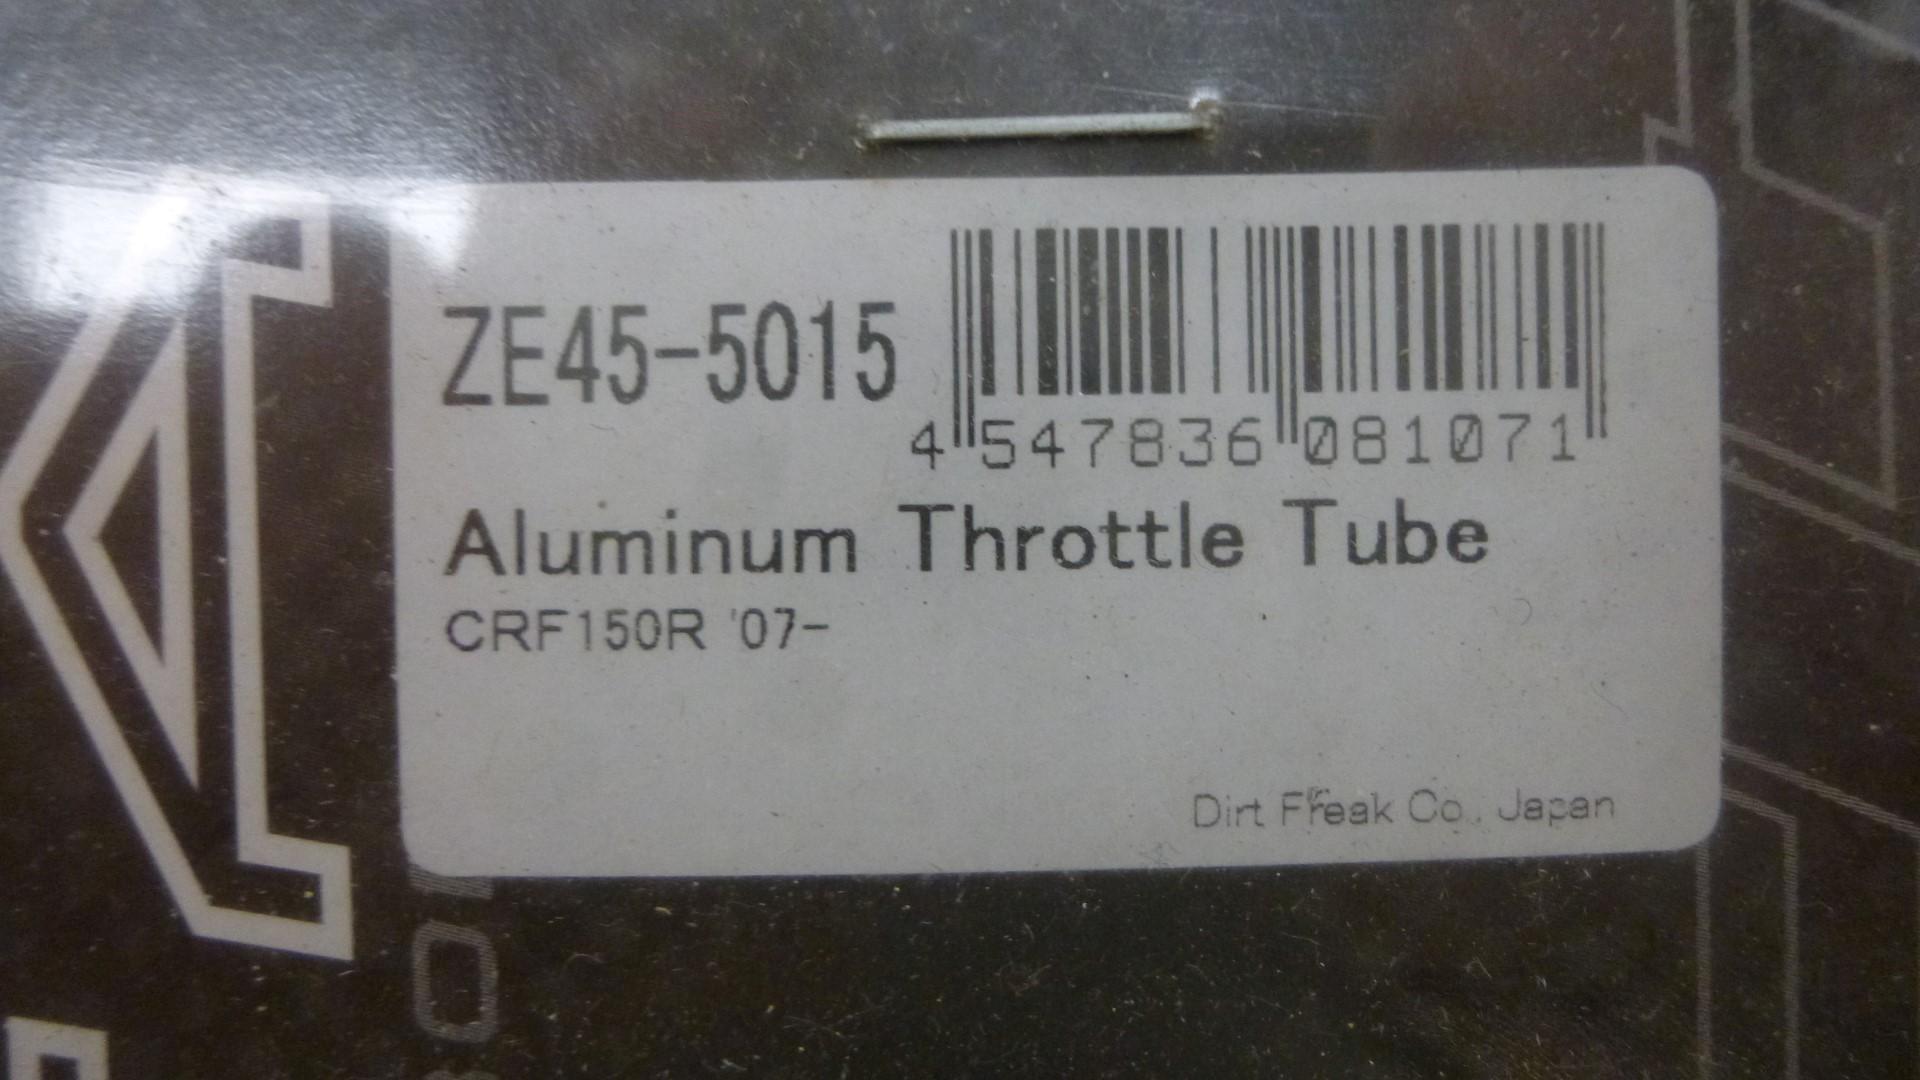 ZE45-5015
4 547836 081071
Aluminum Throttle Tube
CRF150R '07-
Dirt Freak Co., Japan